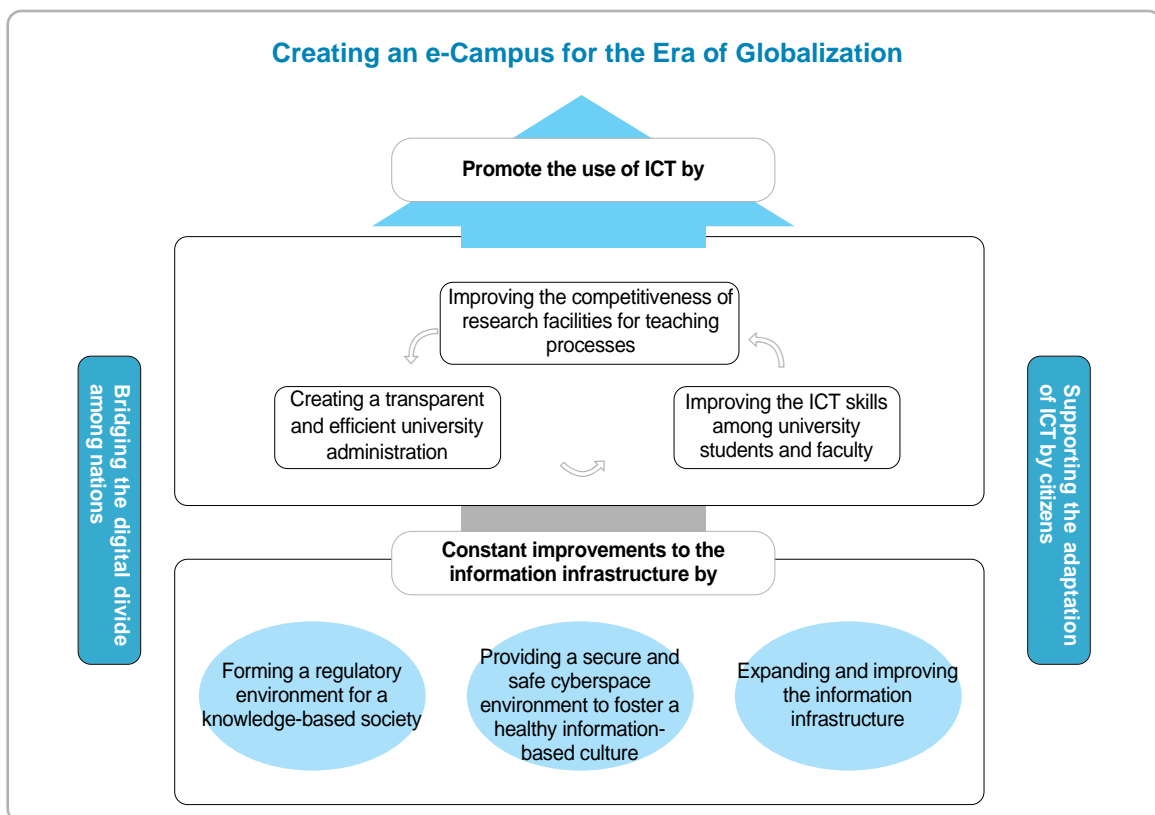 Creating an e-Campus for the Era of Globalization
Promote the use of ICT by
Improving the competitiveness of
research facilities for teaching
processes
Creating a transparent
and efficient university
administration
Improving the ICT skills
among university
students and faculty
Bridging the digital divide
among nations
Supporting the adaptation
of ICT by citizens
Constant improvements to the
information infrastructure by
Forming a regulatory
environment for a
knowledge-based society
Providing a secure and
safe cyberspace
environment to foster a
healthy information-
based culture
Expanding and improving
the information
infrastructure